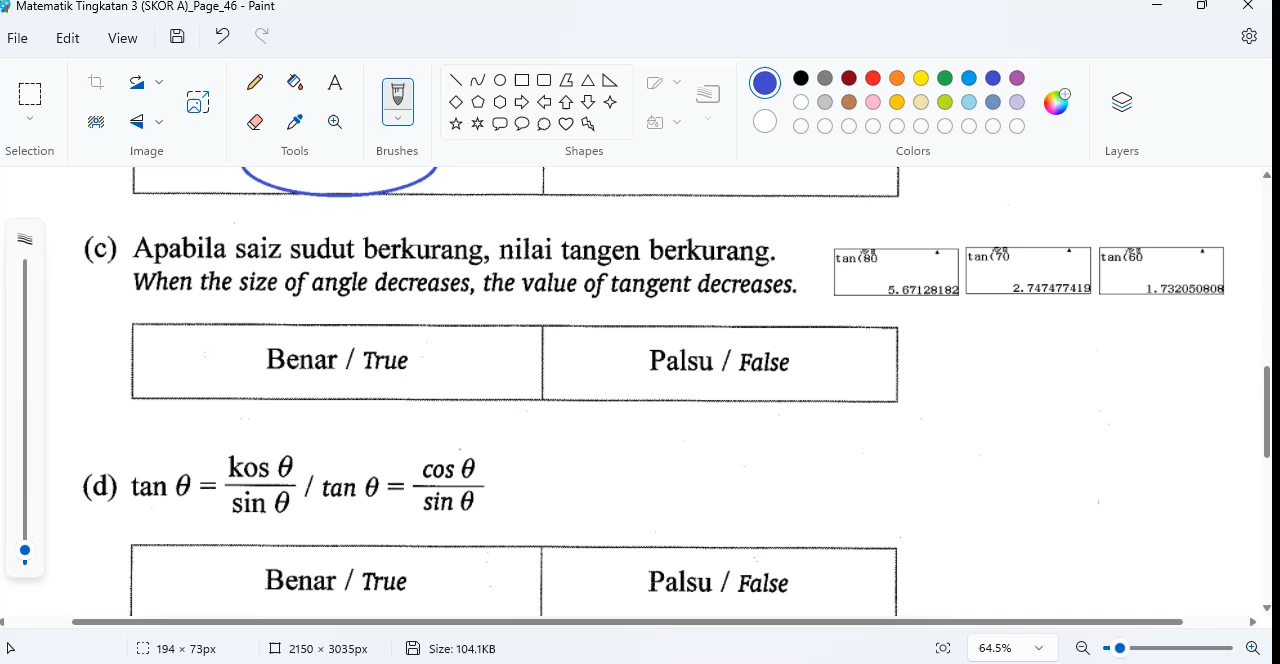 Matematik Tingkatan 3 (SKOR A)_Page_46 - Paint
File Edit View
Selection Image Tools Brushes Shapes Colors Layers
(c) Apabila saiz sudut berkurang, nilai tangen berkurang.
When the size of angle decreases, the value of tangent decreases.
tan(80
5.67128182
tan(70
2.747477419
tan(60
1.732050808
Benar / True Palsu / False
(d) tan θ = kos θ / sin θ / tan θ = cos θ / sin θ
Benar / True Palsu / False
194 × 73px 2150 × 3035px Size: 104.1KB 64.5%